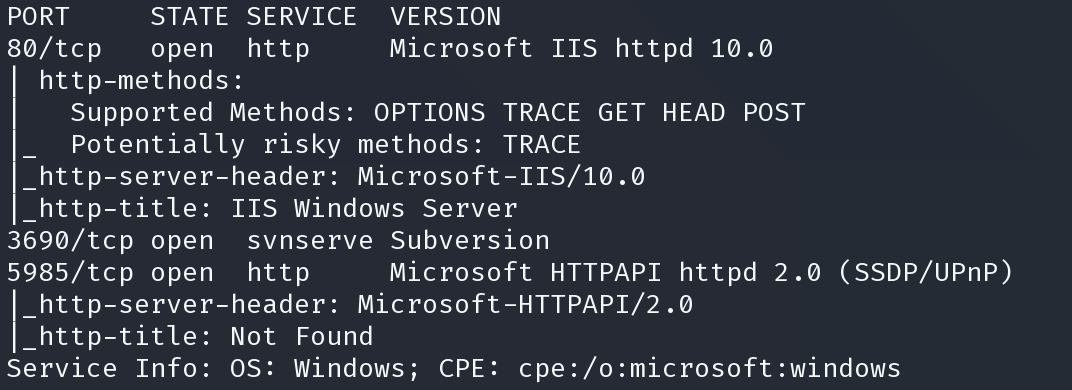 PORT     STATE SERVICE  VERSION
80/tcp   open  http     Microsoft IIS httpd 10.0
| http-methods:
|   Supported Methods: OPTIONS TRACE GET HEAD POST
|_  Potentially risky methods: TRACE
|_http-server-header: Microsoft-IIS/10.0
|_http-title: IIS Windows Server
3690/tcp open  svnserve Subversion
5985/tcp open  http     Microsoft HTTPAPI httpd 2.0 (SSDP/UPnP)
|_http-server-header: Microsoft-HTTPAPI/2.0
|_http-title: Not Found
Service Info: OS: Windows; CPE: cpe:/o:microsoft:windows